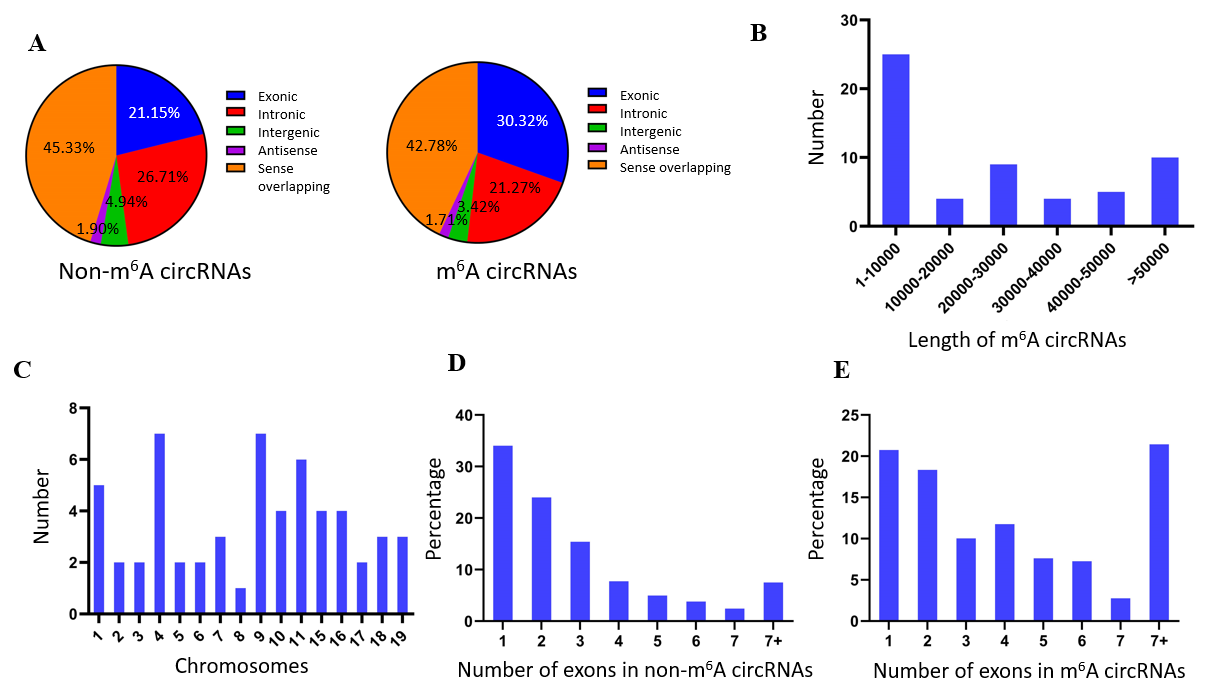 A
21.15%
26.71%
4.94%
1.90%
45.33%
Exonic
Intronic
Intergenic
Antisense
Sense
overlapping
Non-m⁶A circRNAs
30.32%
21.27%
3.42%
1.71%
42.78%
Exonic
Intronic
Intergenic
Antisense
Sense overlapping
m⁶A circRNAs
B
Number
30
20
10
0
1-10000
10000-20000
20000-30000
30000-40000
40000-50000
>50000
Length of m⁶A circRNAs
C
Number
8
6
4
2
0
1 2 3 4 5 6 7 8 9 10 11 15 16 17 18 19
Chromosomes
D
Percentage
40
30
20
10
0
1 2 3 4 5 6 7 7+
Number of exons in non-m⁶A circRNAs
E
Percentage
25
20
15
10
5
0
1 2 3 4 5 6 7 7+
Number of exons in m⁶A circRNAs